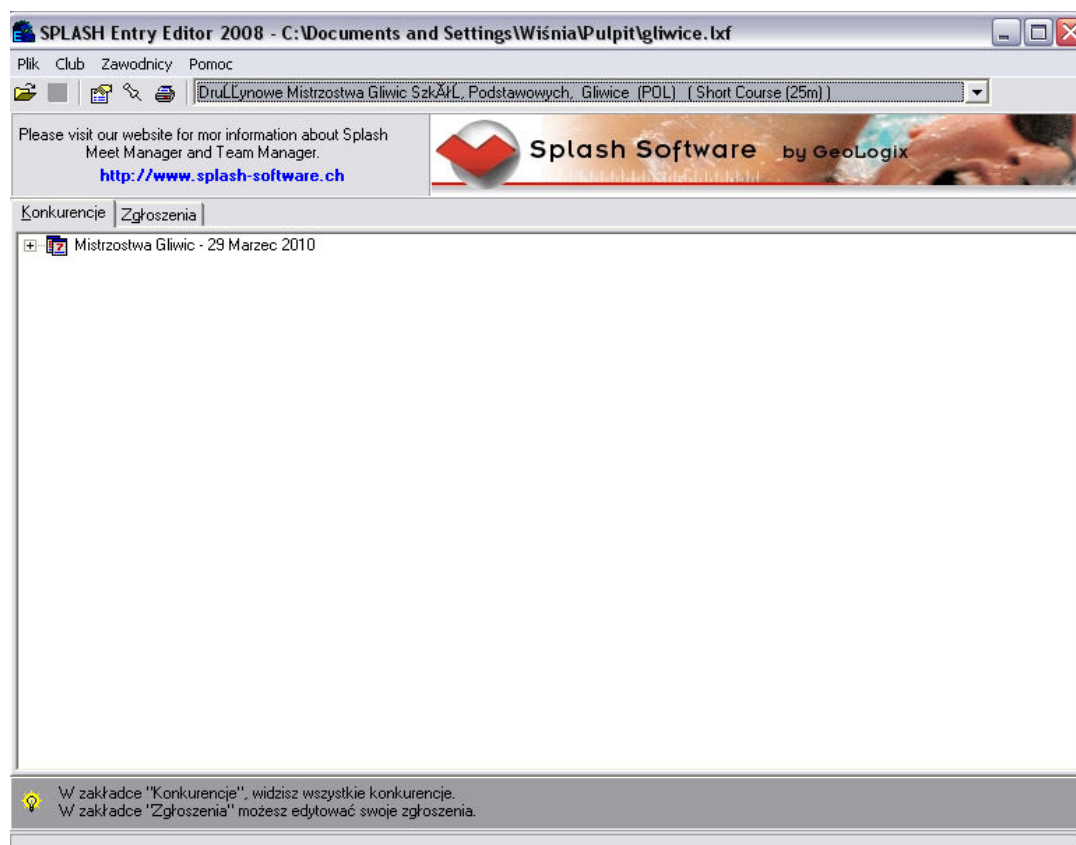 SPLASH Entry Editor 2008 - C:\Documents and Settings\Wiśnia\Pulpit\gliwice.lxf
Plik Club Zawodnicy Pomoc
DruĹĽynowe Mistrzostwa Gliwic SzkĂłĹ‚ Podstawowych, Gliwice (POL) ( Short Course (25m) )
Please visit our website for mor information about Splash
Meet Manager and Team Manager.
http://www.splash-software.ch
Splash Software by GeoLogix
Konkurencje Zgłoszenia
Mistrzostwa Gliwic - 29 Marzec 2010
W zakładce "Konkurencje", widzisz wszystkie konkurencje.
W zakładce "Zgłoszenia" możesz edytować swoje zgłoszenia.